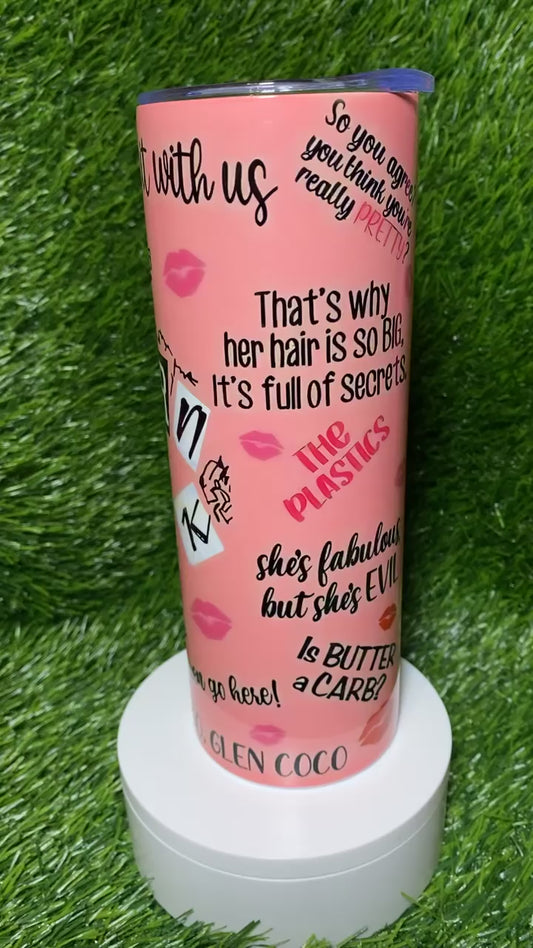 with us
So you agree
you think you're
really PRETTY?
That's why
her hair is so BIG,
It's full of secrets.
n
K
THE
PLASTICS
she's fabulous
but she's EVIL
Is BUTTER
a CARB?
go here!
GLEN COCO